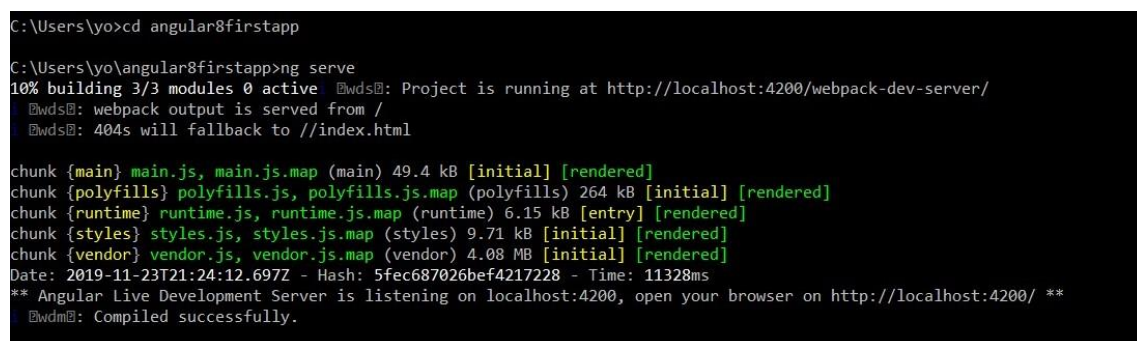 C:\Users\yo>cd angular8firstapp
C:\Users\yo\angular8firstapp>ng serve
10% building 3/3 modules 0 active i ⍰wds⍰: Project is running at http://localhost:4200/webpack-dev-server/
i ⍰wds⍰: webpack output is served from /
i ⍰wds⍰: 404s will fallback to //index.html
chunk {main} main.js, main.js.map (main) 49.4 kB [initial] [rendered]
chunk {polyfills} polyfills.js, polyfills.js.map (polyfills) 264 kB [initial] [rendered]
chunk {runtime} runtime.js, runtime.js.map (runtime) 6.15 kB [entry] [rendered]
chunk {styles} styles.js, styles.js.map (styles) 9.71 kB [initial] [rendered]
chunk {vendor} vendor.js, vendor.js.map (vendor) 4.08 MB [initial] [rendered]
Date: 2019-11-23T21:24:12.697Z - Hash: 5fec687026bef4217228 - Time: 11328ms
** Angular Live Development Server is listening on localhost:4200, open your browser on http://localhost:4200/ **
i ⍰wdm⍰: Compiled successfully.